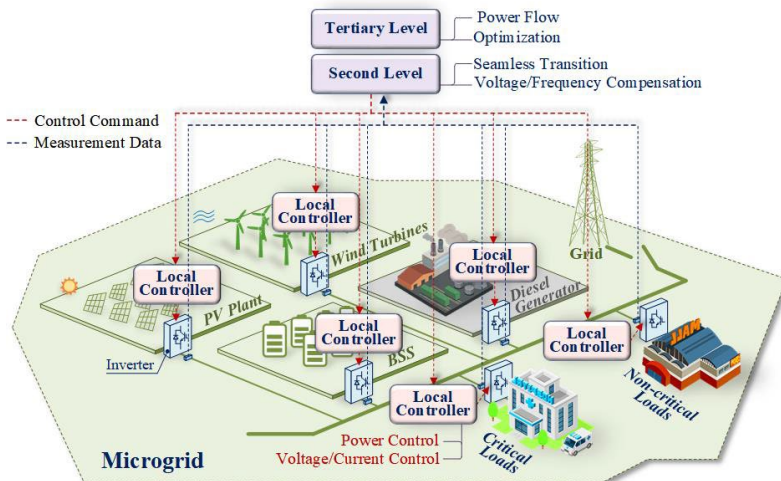 Tertiary Level
Power Flow
Optimization
Second Level
Seamless Transition
Voltage/Frequency Compensation
Control Command
Measurement Data
Local
Controller
Wind Turbines
Local
Controller
Grid
Local
Controller
PV Plant
Diesel
Generator
Local
Controller
BSS
Local
Controller
Inverter
Non-critical
Loads
Local
Controller
Critical
Loads
Power Control
Voltage/Current Control
Microgrid